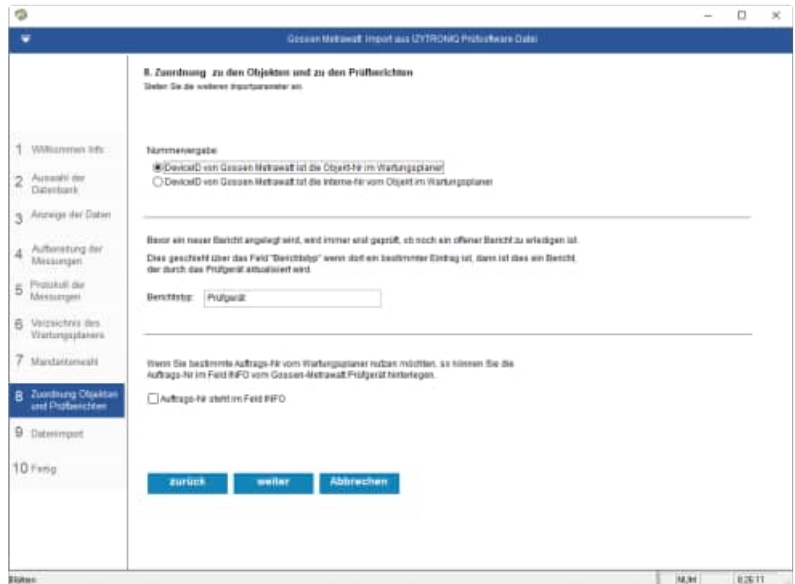 Gossen Metrawatt Import aus IZYTRONIQ Prüfsoftware Datei
8. Zuordnung zu den Objekten und zu den Prüfberichten
Stellen Sie die weiteren Importparameter ein.
1 Willkommen Info
2 Auswahl der
Datenbank
3 Anzeige der Daten
4 Aufbereitung der
Messungen
5 Protokoll der
Messungen
6 Verzeichnis des
Wartungsplaners
7 Mandantenwahl
8 Zuordnung Objekten
und Prüfberichten
9 Datenimport
10 Fertig
Nummernvergabe:
DeviceID von Gossen Metrawatt ist die Objekt-Nr im Wartungsplaner
DeviceID von Gossen Metrawatt ist die Interne-Nr vom Objekt im Wartungsplaner
Bevor ein neuer Bericht angelegt wird, wird immer erst geprüft, ob noch ein offener Bericht zu erledigen ist.
Dies geschieht über das Feld "Berichtstyp" wenn dort ein bestimmter Eintrag ist, dann ist dies ein Bericht,
der durch das Prüfgerät aktualisiert wird.
Berichtstyp: Prüfgerät
Wenn Sie bestimmte Auftrags-Nr vom Wartungsplaner nutzen möchten, so können Sie die
Auftrags-Nr im Feld INFO vom Gossen-Metrawatt Prüfgerät hinterlegen.
Auftrags-Nr steht im Feld INFO
zurück weiter Abbrechen
NUM